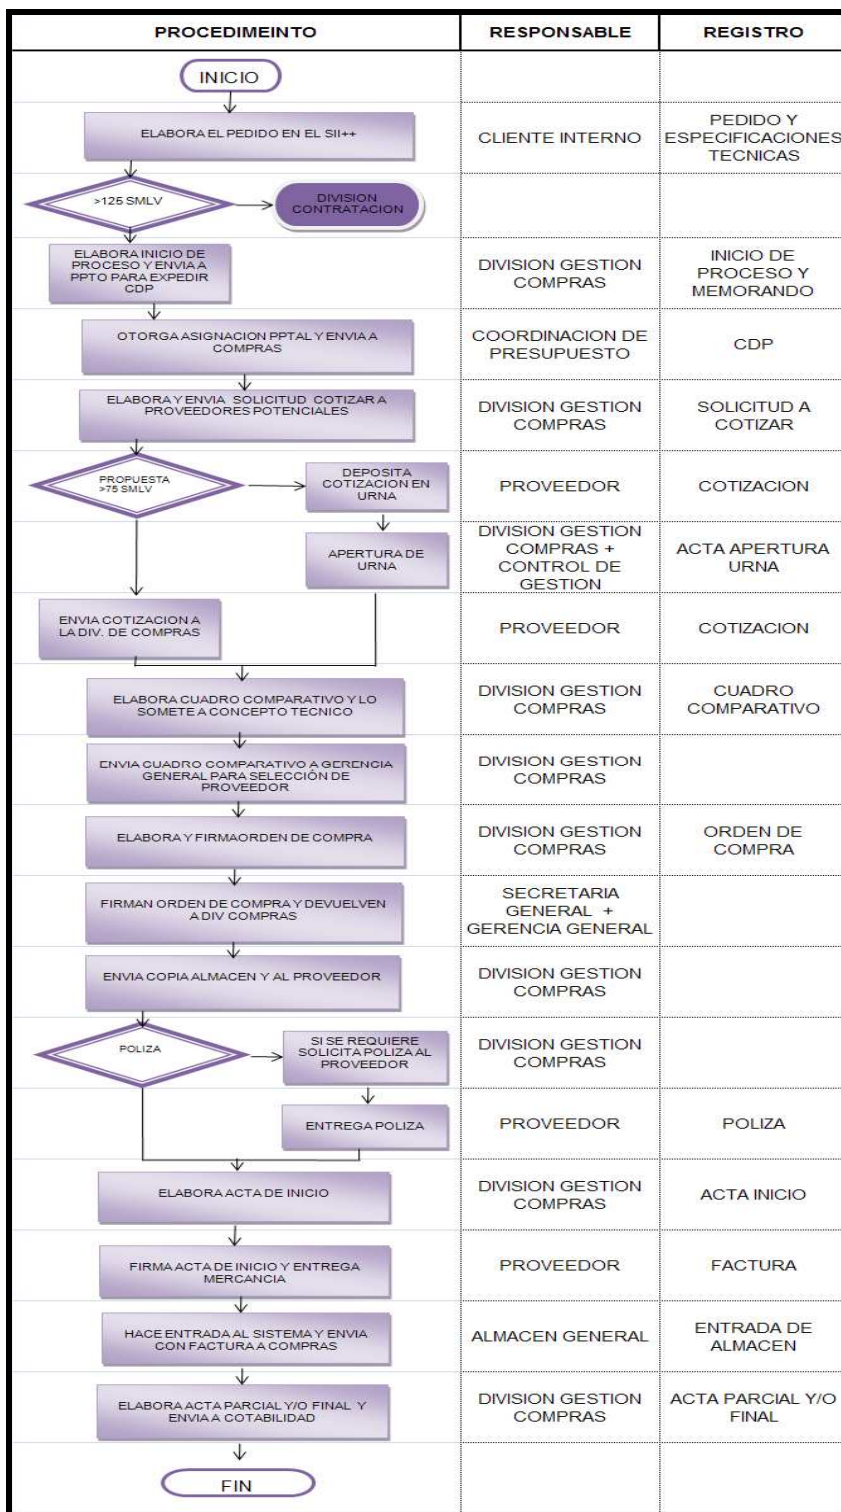 PROCEDIMEINTO RESPONSABLE REGISTRO
INICIO
ELABORA EL PEDIDO EN EL SII++
CLIENTE INTERNO
PEDIDO Y
ESPECIFICACIONES
TECNICAS
>125 SMLV
DIVISION
CONTRATACION
ELABORA INICIO DE
PROCESO Y ENVIA A
PPTO PARA EXPEDIR
CDP
DIVISION GESTION
COMPRAS
INICIO DE
PROCESO Y
MEMORANDO
OTORGA ASIGNACION PPTAL Y ENVIA A
COMPRAS
COORDINACION DE
PRESUPUESTO
CDP
ELABORA Y ENVIA SOLICITUD COTIZAR A
PROVEEDORES POTENCIALES
DIVISION GESTION
COMPRAS
SOLICITUD A
COTIZAR
PROPUESTA
>75 SMLV
DEPOSITA
COTIZACION EN
URNA
PROVEEDOR
COTIZACION
APERTURA DE
URNA
DIVISION GESTION
COMPRAS +
CONTROL DE
GESTION
ACTA APERTURA
URNA
ENVIA COTIZACION A
LA DIV. DE COMPRAS
PROVEEDOR
COTIZACION
ELABORA CUADRO COMPARATIVO Y LO
SOMETE A CONCEPTO TECNICO
DIVISION GESTION
COMPRAS
CUADRO
COMPARATIVO
ENVIA CUADRO COMPARATIVO A GERENCIA
GENERAL PARA SELECCIÓN DE
PROVEEDOR
DIVISION GESTION
COMPRAS
ELABORA Y FIRMA ORDEN DE COMPRA
DIVISION GESTION
COMPRAS
ORDEN DE
COMPRA
FIRMAN ORDEN DE COMPRA Y DEVUELVEN
A DIV COMPRAS
SECRETARIA
GENERAL +
GERENCIA GENERAL
ENVIA COPIA ALMACEN Y AL PROVEEDOR
DIVISION GESTION
COMPRAS
POLIZA
SI SE REQUIERE
SOLICITA POLIZA AL
PROVEEDOR
DIVISION GESTION
COMPRAS
ENTREGA POLIZA
PROVEEDOR
POLIZA
ELABORA ACTA DE INICIO
DIVISION GESTION
COMPRAS
ACTA INICIO
FIRMA ACTA DE INICIO Y ENTREGA
MERCANCIA
PROVEEDOR
FACTURA
HACE ENTRADA AL SISTEMA Y ENVIA
CON FACTURA A COMPRAS
ALMACEN GENERAL
ENTRADA DE
ALMACEN
ELABORA ACTA PARCIAL Y/O FINAL Y
ENVIA A COTABILIDAD
DIVISION GESTION
COMPRAS
ACTA PARCIAL Y/O
FINAL
FIN